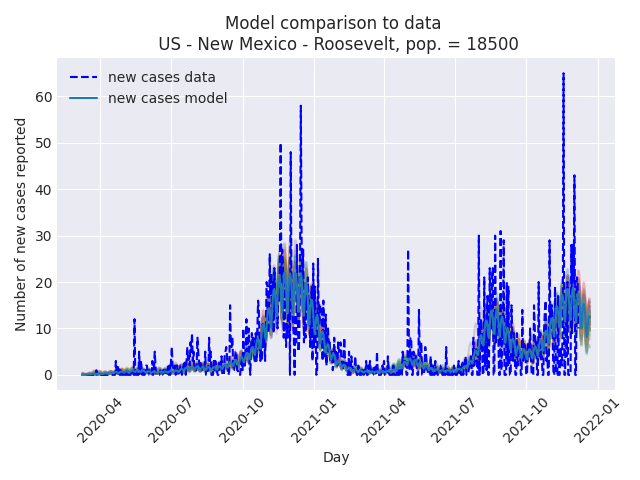 Model comparison to data
US - New Mexico - Roosevelt, pop. = 18500
new cases data
new cases model
Number of new cases reported
60
50
40
30
20
10
0
2020-04
2020-07
2020-10
2021-01
2021-04
2021-07
2021-10
2022-01
Day